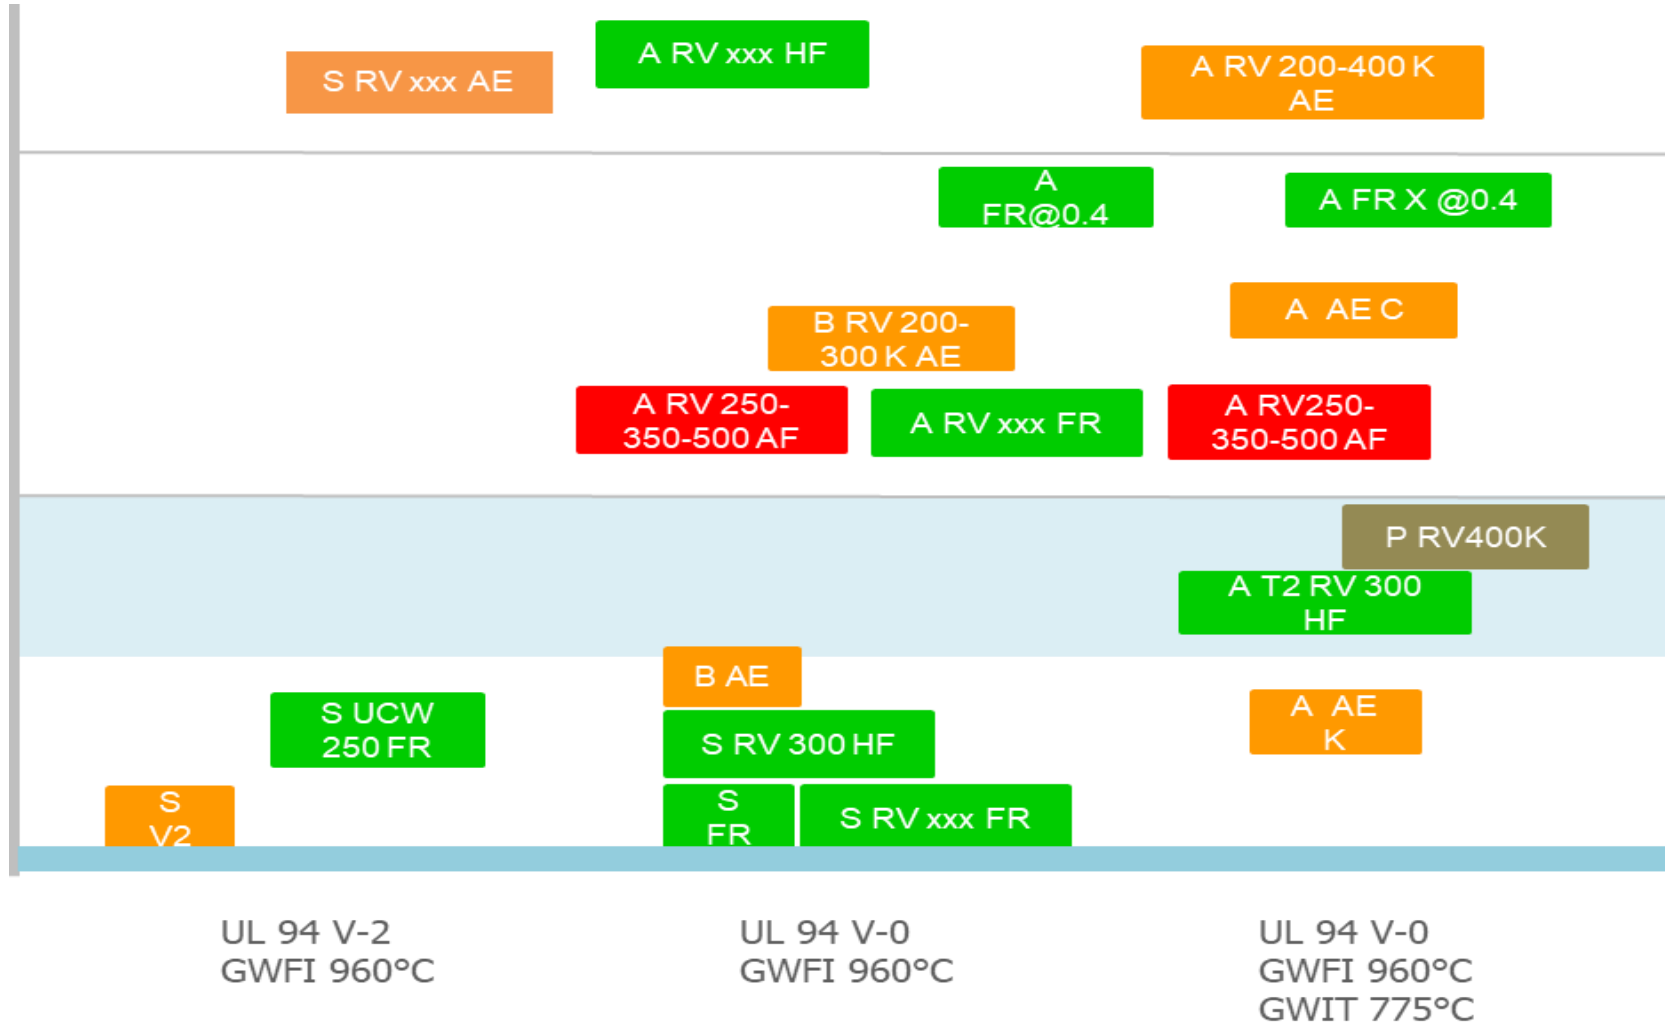 A RV xxx HF
S RV xxx AE
A RV 200-400 K
AE
A
FR@0.4
A FR X @0.4
A AE C
B RV 200-
300 K AE
A RV 250-
350-500 AF
A RV xxx FR
A RV250-
350-500 AF
P RV400K
A T2 RV 300
HF
B AE
S UCW
250 FR
S RV 300 HF
A AE
K
S
V2
S
FR
S RV xxx FR
UL 94 V-2
GWFI 960°C
UL 94 V-0
GWFI 960°C
UL 94 V-0
GWFI 960°C
GWIT 775°C